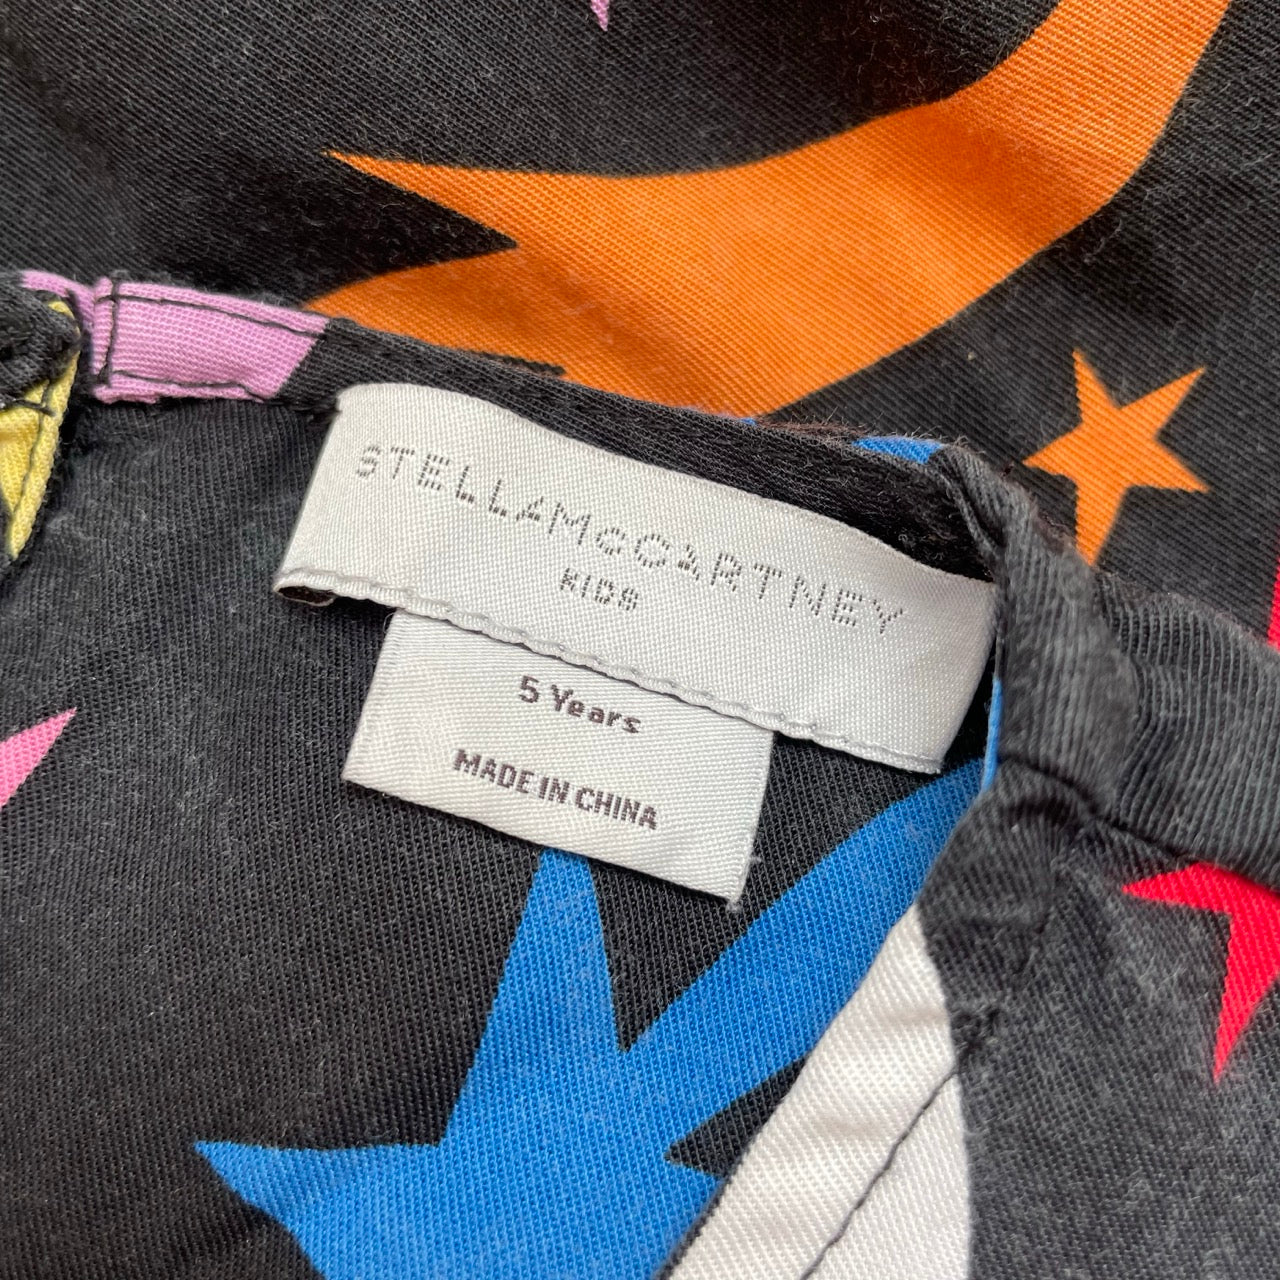 STELLAMcCARTNEY
KIDS
5 Years
MADE IN CHINA